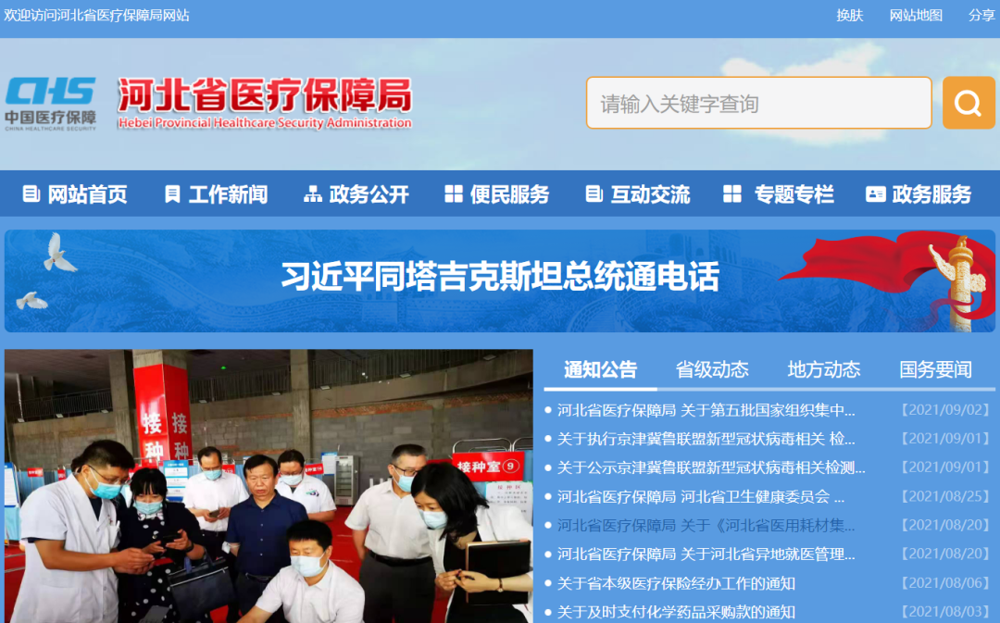 欢迎访问河北省医疗保障局网站
换肤 网站地图 分享
CHS
中国医疗保障
CHINA HEALTHCARE SECURITY
河北省医疗保障局
Hebei Provincial Healthcare Security Administration
请输入关键字查询
网站首页 工作新闻 政务公开 便民服务 互动交流 专题专栏 政务服务
习近平同塔吉克斯坦总统通电话
接种
接种
接种室⑨
接种区
通知公告 省级动态 地方动态 国务要闻
河北省医疗保障局 关于第五批国家组织集中... 【2021/09/02】
关于执行京津冀鲁联盟新型冠状病毒相关 检... 【2021/09/01】
关于公示京津冀鲁联盟新型冠状病毒相关检测... 【2021/09/01】
河北省医疗保障局 河北省卫生健康委员会 ... 【2021/08/25】
河北省医疗保障局 关于《河北省医用耗材集... 【2021/08/20】
河北省医疗保障局 关于河北省异地就医管理... 【2021/08/20】
关于省本级医疗保险经办工作的通知 【2021/08/06】
关于及时支付化学药品采购款的通知 【2021/08/03】